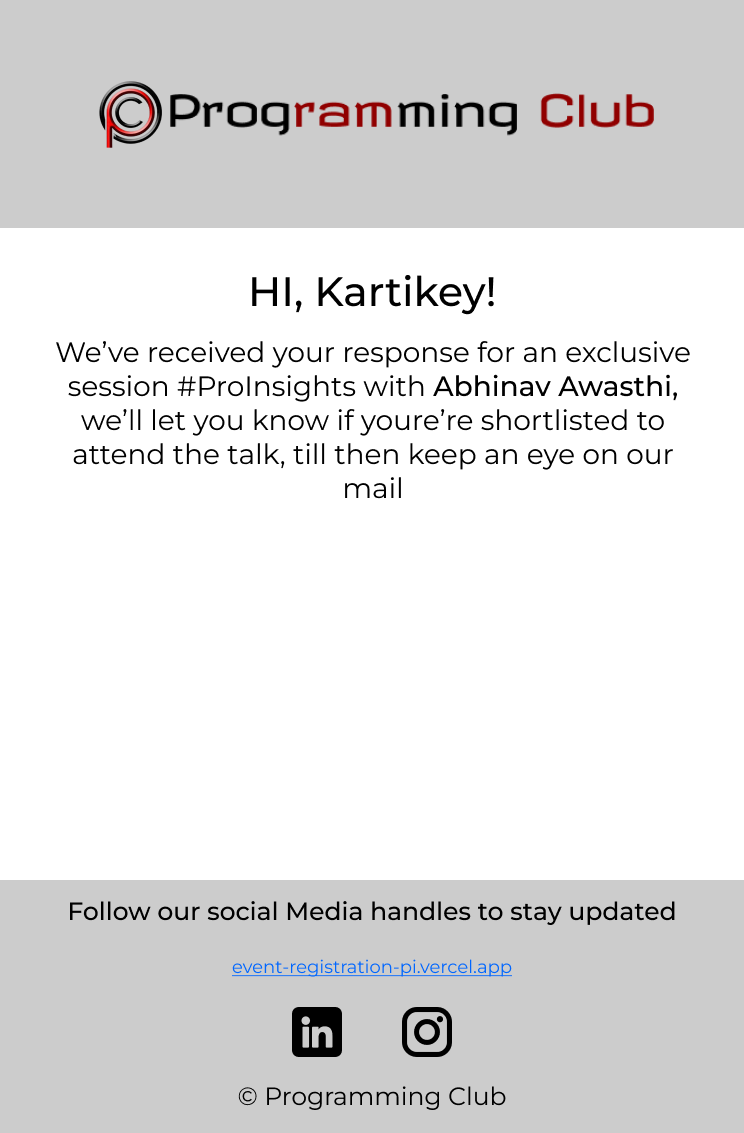 Programming Club
HI, Kartikey!
We’ve received your response for an exclusive
session #ProInsights with Abhinav Awasthi,
we’ll let you know if youre’re shortlisted to
attend the talk, till then keep an eye on our
mail
Follow our social Media handles to stay updated
event-registration-pi.vercel.app
in
© Programming Club